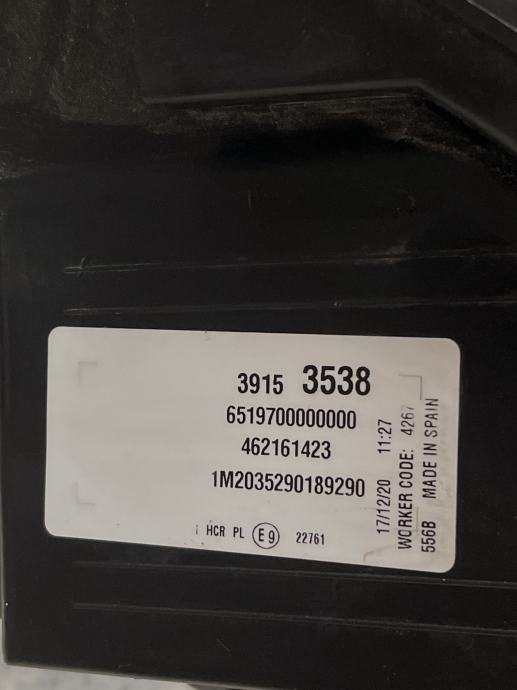 3915 3538
6519700000000
462161423
1M2035290189290
HCR PL E9 22761
17/12/20 11:27
WORKER CODE: 4267
556B MADE IN SPAIN